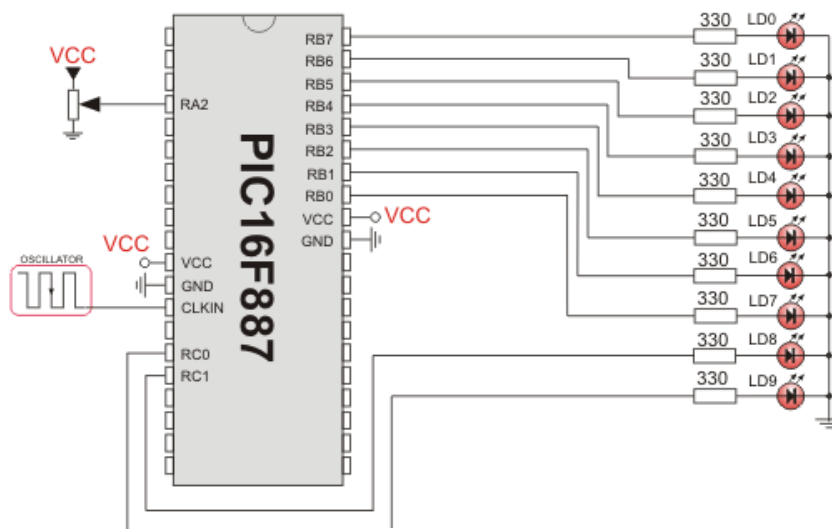 VCC
RA2
VCC
OSCILLATOR
VCC
GND
CLKIN
RC0
RC1
PIC16F887
RB7
RB6
RB5
RB4
RB3
RB2
RB1
RB0
VCC
GND
VCC
330 LD0
330 LD1
330 LD2
330 LD3
330 LD4
330 LD5
330 LD6
330 LD7
330 LD8
330 LD9